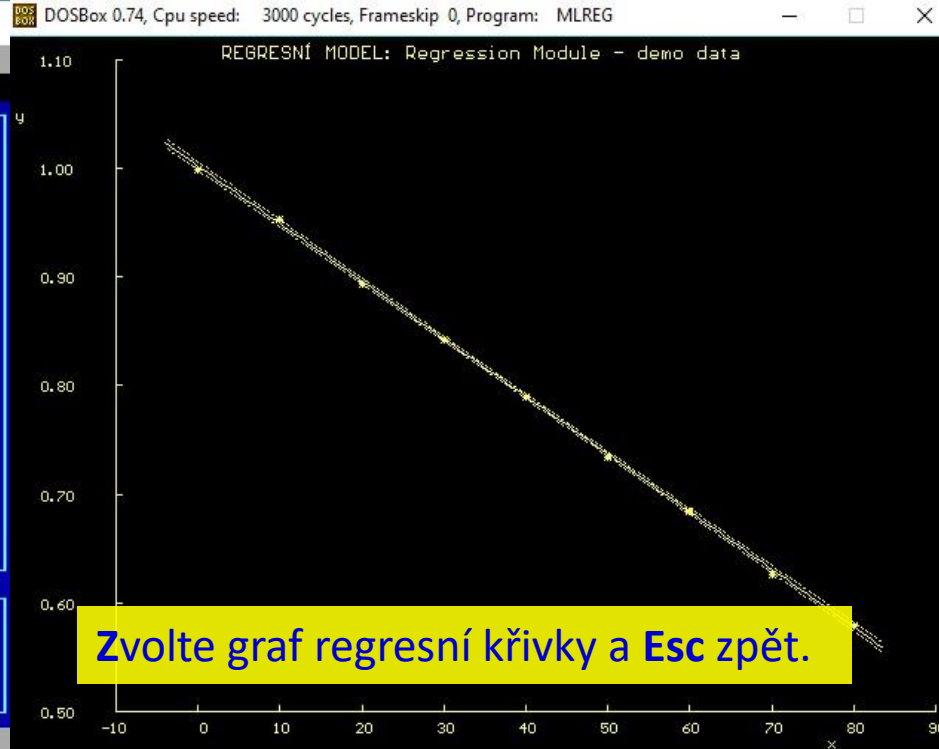 DOS BOX DOSBox 0.74, Cpu speed: 3000 cycles, Frameskip 0, Program: MLREG
REGRESNÍ MODEL: Regression Module - demo data
1.10
y
1.00
0.90
0.80
0.70
0.60
Zvolte graf regresní křivky a Esc zpět.
0.50
-10 0 10 20 30 40 50 60 70 80
x